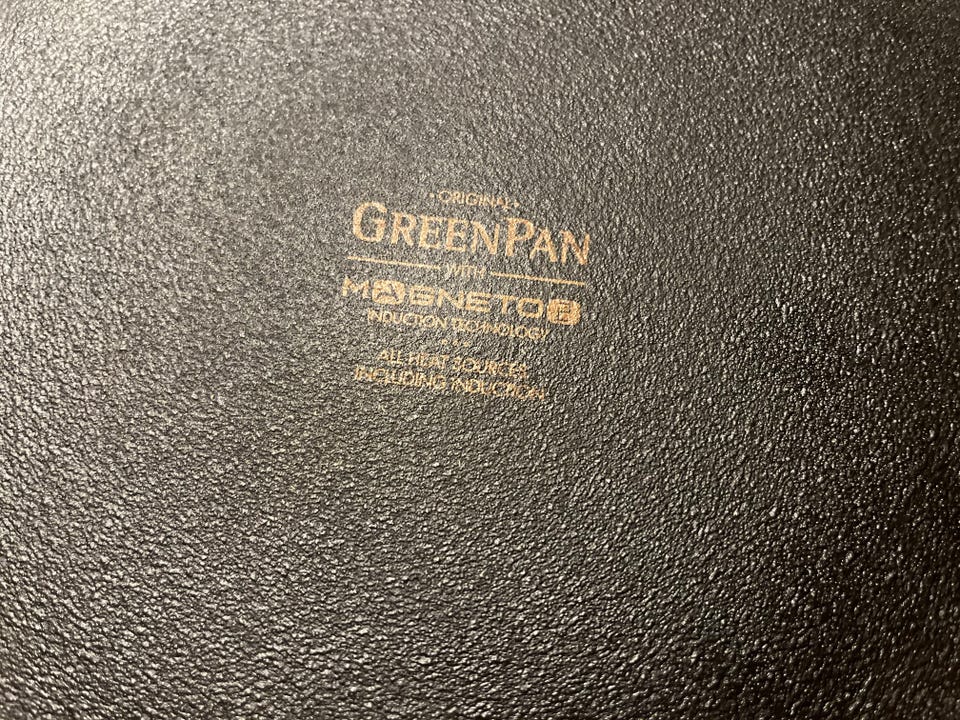 • ORIGINAL •
GREENPAN
WITH
MAGNETO
INDUCTION TECHNOLOGY
ALL HEAT SOURCES
INCLUDING INDUCTION